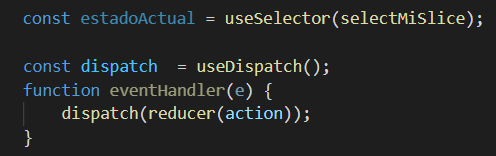 const estadoActual = useSelector(selectMiSlice);
const dispatch  = useDispatch();
function eventHandler(e) {
    dispatch(reducer(action));
}